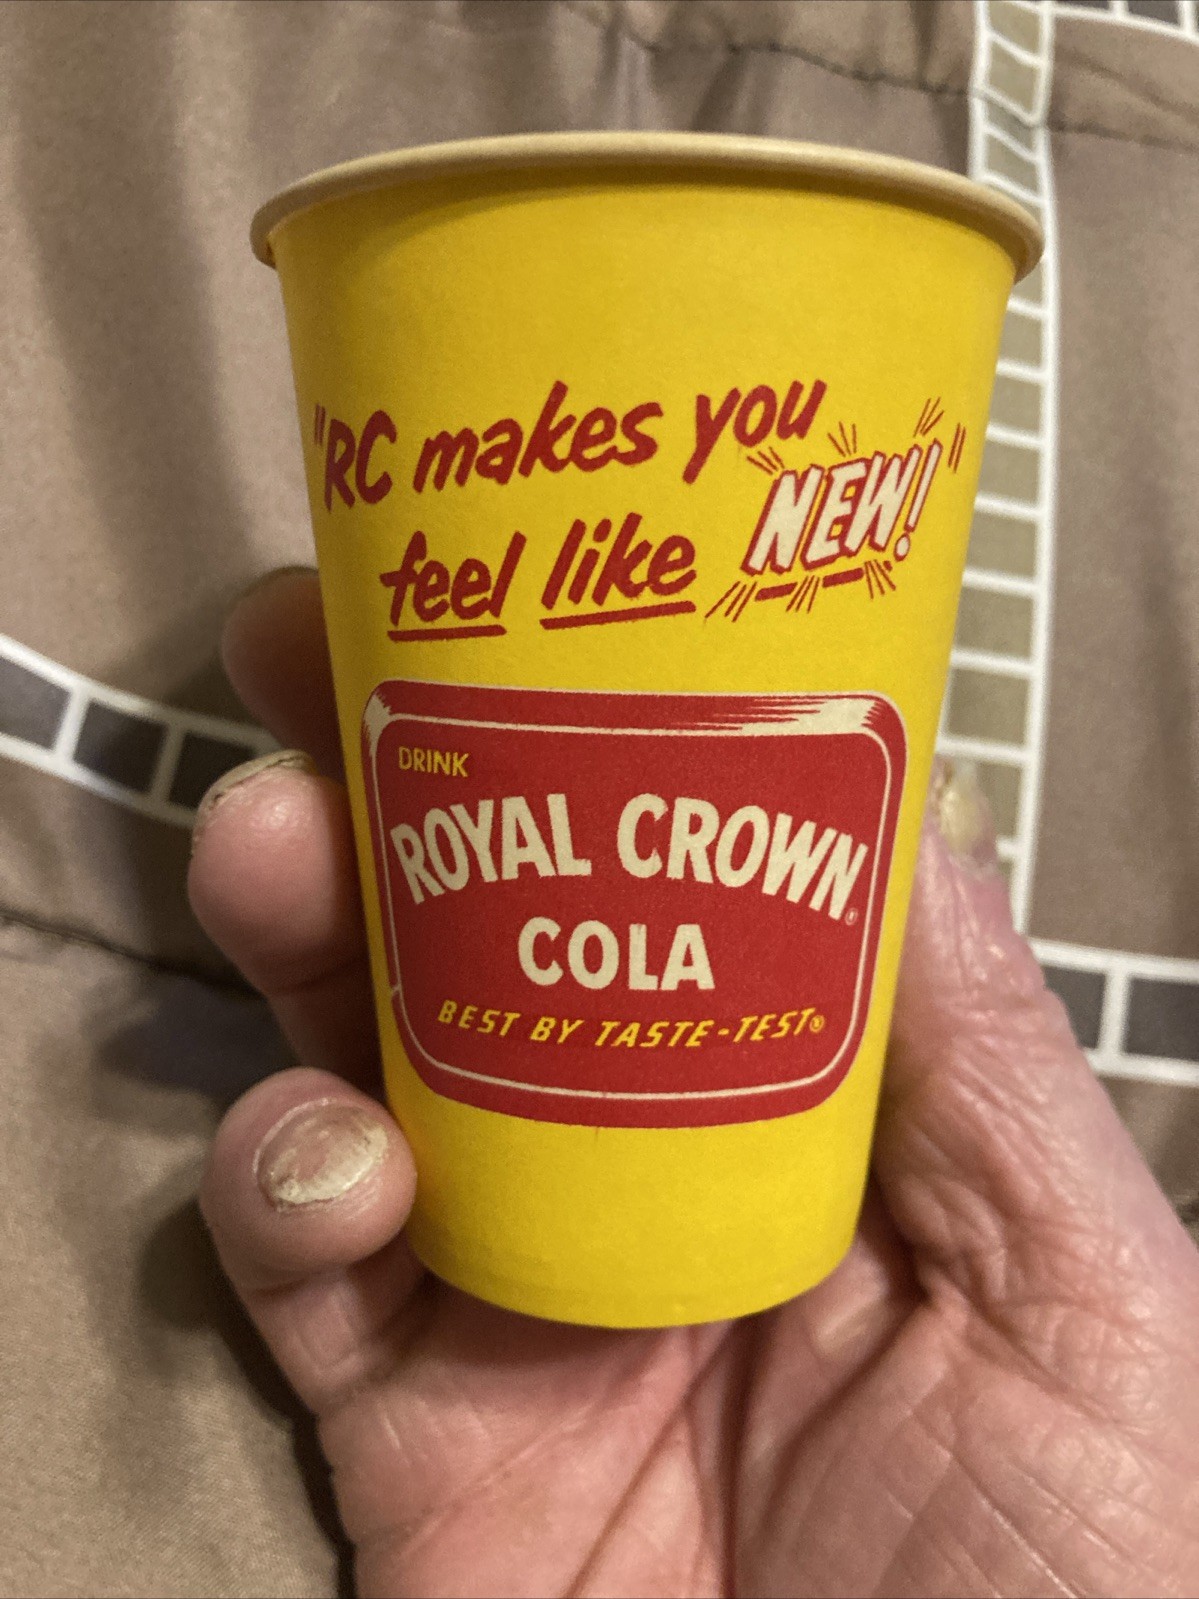 "RC makes you
feel like NEW!"
DRINK
ROYAL CROWN®
COLA
BEST BY TASTE-TEST®